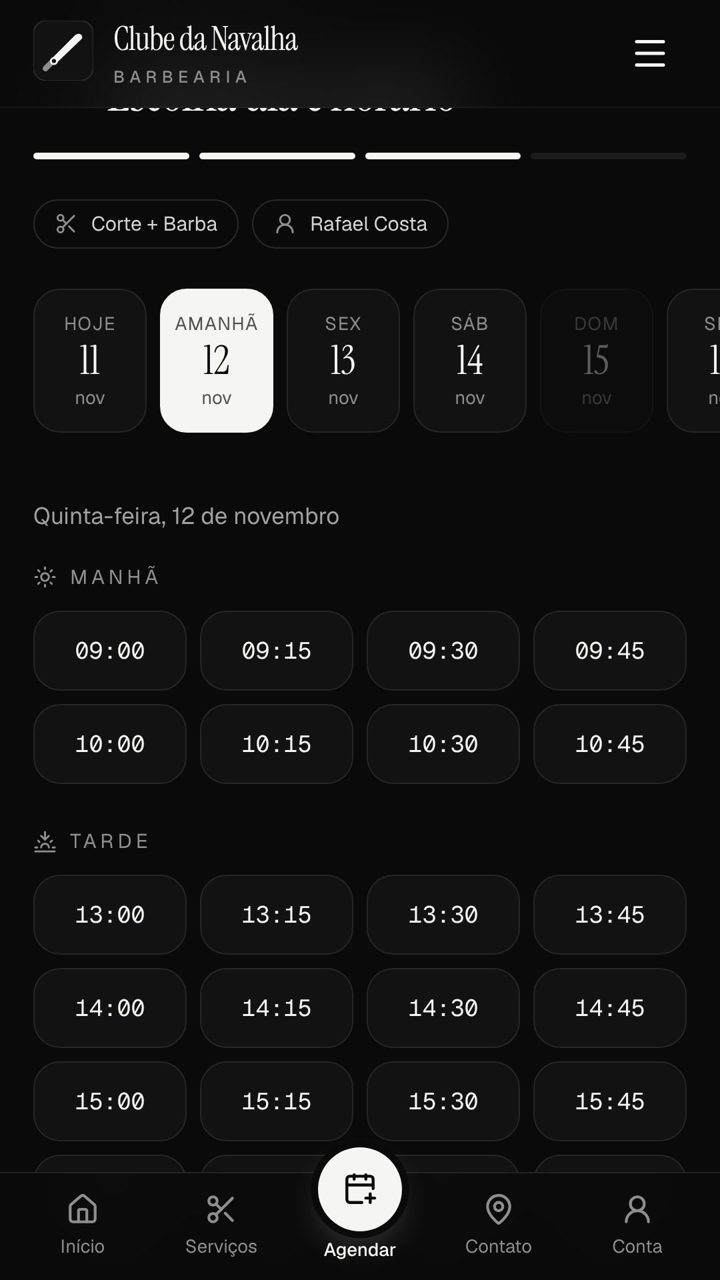 Clube da Navalha
BARBEARIA
Escolha dia e horário
Corte + Barba
Rafael Costa
HOJE
11
nov
AMANHÃ
12
nov
SEX
13
nov
SÁB
14
nov
DOM
15
nov
Quinta-feira, 12 de novembro
MANHÃ
09:00 09:15 09:30 09:45
10:00 10:15 10:30 10:45
TARDE
13:00 13:15 13:30 13:45
14:00 14:15 14:30 14:45
15:00 15:15 15:30 15:45
Início
Serviços
Agendar
Contato
Conta